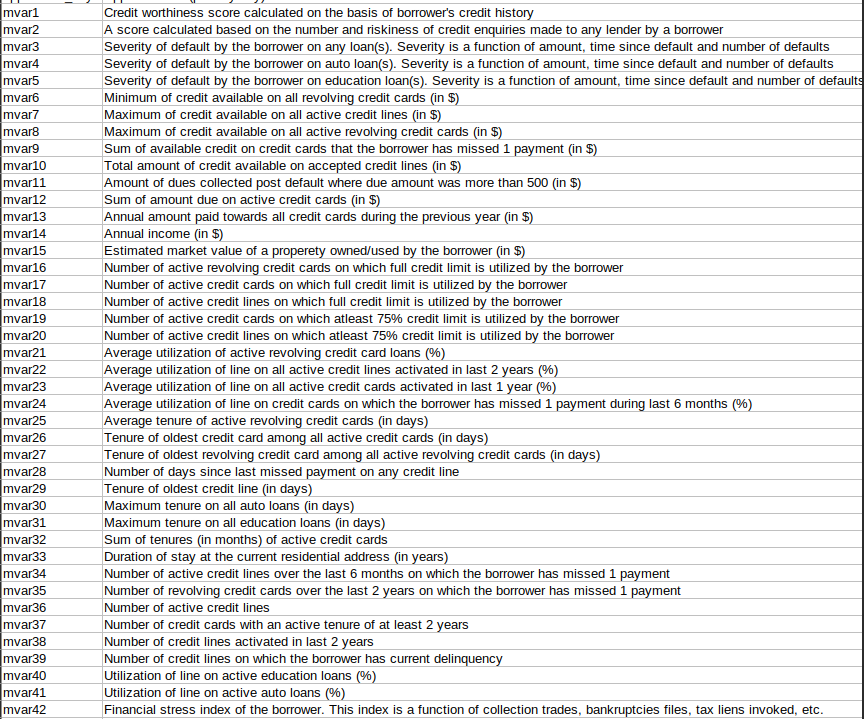 mvar1 Credit worthiness score calculated on the basis of borrower's credit history
mvar2 A score calculated based on the number and riskiness of credit enquiries made to any lender by a borrower
mvar3 Severity of default by the borrower on any loan(s). Severity is a function of amount, time since default and number of defaults
mvar4 Severity of default by the borrower on auto loan(s). Severity is a function of amount, time since default and number of defaults
mvar5 Severity of default by the borrower on education loan(s). Severity is a function of amount, time since default and number of defaults
mvar6 Minimum of credit available on all revolving credit cards (in $)
mvar7 Maximum of credit available on all active credit lines (in $)
mvar8 Maximum of credit available on all active revolving credit cards (in $)
mvar9 Sum of available credit on credit cards that the borrower has missed 1 payment (in $)
mvar10 Total amount of credit available on accepted credit lines (in $)
mvar11 Amount of dues collected post default where due amount was more than 500 (in $)
mvar12 Sum of amount due on active credit cards (in $)
mvar13 Annual amount paid towards all credit cards during the previous year (in $)
mvar14 Annual income (in $)
mvar15 Estimated market value of a properety owned/used by the borrower (in $)
mvar16 Number of active revolving credit cards on which full credit limit is utilized by the borrower
mvar17 Number of active credit cards on which full credit limit is utilized by the borrower
mvar18 Number of active credit lines on which full credit limit is utilized by the borrower
mvar19 Number of active credit cards on which atleast 75% credit limit is utilized by the borrower
mvar20 Number of active credit lines on which atleast 75% credit limit is utilized by the borrower
mvar21 Average utilization of active revolving credit card loans (%)
mvar22 Average utilization of line on all active credit lines activated in last 2 years (%)
mvar23 Average utilization of line on all active credit cards activated in last 1 year (%)
mvar24 Average utilization of line on credit cards on which the borrower has missed 1 payment during last 6 months (%)
mvar25 Average tenure of active revolving credit cards (in days)
mvar26 Tenure of oldest credit card among all active credit cards (in days)
mvar27 Tenure of oldest revolving credit card among all active revolving credit cards (in days)
mvar28 Number of days since last missed payment on any credit line
mvar29 Tenure of oldest credit line (in days)
mvar30 Maximum tenure on all auto loans (in days)
mvar31 Maximum tenure on all education loans (in days)
mvar32 Sum of tenures (in months) of active credit cards
mvar33 Duration of stay at the current residential address (in years)
mvar34 Number of active credit lines over the last 6 months on which the borrower has missed 1 payment
mvar35 Number of revolving credit cards over the last 2 years on which the borrower has missed 1 payment
mvar36 Number of active credit lines
mvar37 Number of credit cards with an active tenure of at least 2 years
mvar38 Number of credit lines activated in last 2 years
mvar39 Number of credit lines on which the borrower has current delinquency
mvar40 Utilization of line on active education loans (%)
mvar41 Utilization of line on active auto loans (%)
mvar42 Financial stress index of the borrower. This index is a function of collection trades, bankruptcies files, tax liens invoked, etc.